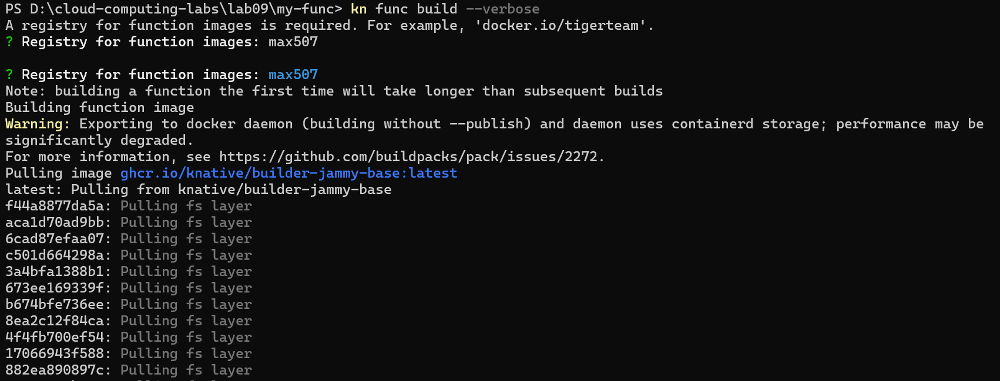 PS D:\cloud-computing-labs\lab09\my-func> kn func build --verbose
A registry for function images is required. For example, 'docker.io/tigerteam'.
? Registry for function images: max507
? Registry for function images: max507
Note: building a function the first time will take longer than subsequent builds
Building function image
Warning: Exporting to docker daemon (building without --publish) and daemon uses containerd storage; performance may be
significantly degraded.
For more information, see https://github.com/buildpacks/pack/issues/2272.
Pulling image ghcr.io/knative/builder-jammy-base:latest
latest: Pulling from knative/builder-jammy-base
f44a8877da5a: Pulling fs layer
aca1d70ad9bb: Pulling fs layer
6cad87efaa07: Pulling fs layer
c501d664298a: Pulling fs layer
3a4bfa1388b1: Pulling fs layer
673ee169339f: Pulling fs layer
b674bfe736ee: Pulling fs layer
8ea2c12f84ca: Pulling fs layer
4f4fb700ef54: Pulling fs layer
17066943f588: Pulling fs layer
882ea890897c: Pulling fs layer